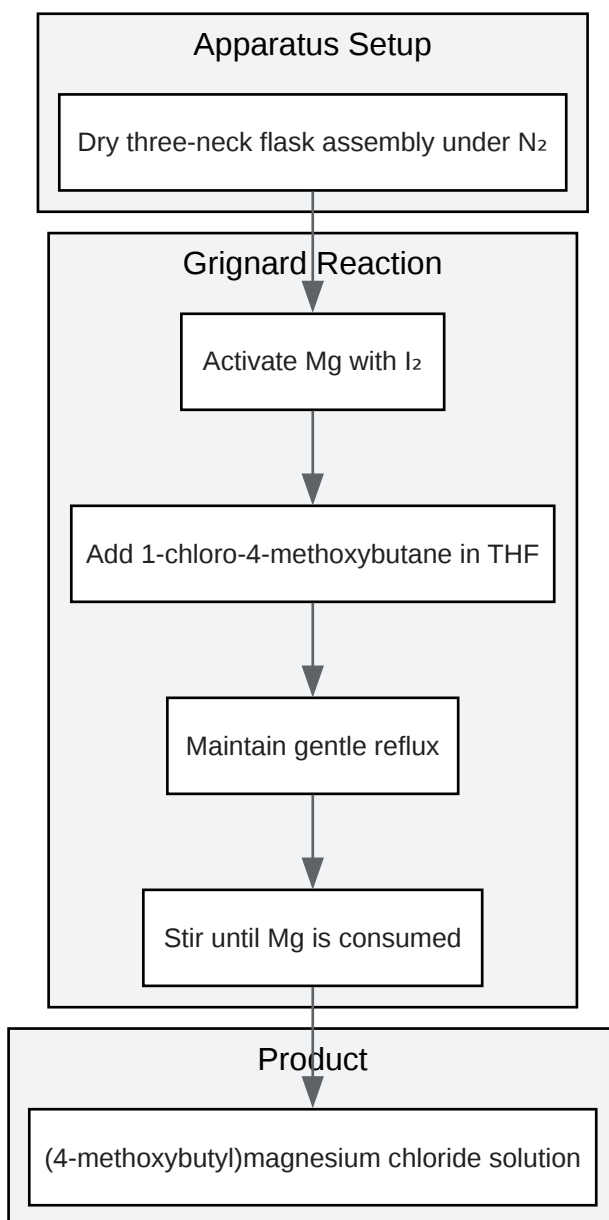 Apparatus Setup
Dry three-neck flask assembly under N₂
Grignard Reaction
Activate Mg with I₂
Add 1-chloro-4-methoxybutane in THF
Maintain gentle reflux
Stir until Mg is consumed
Product
(4-methoxybutyl)magnesium chloride solution